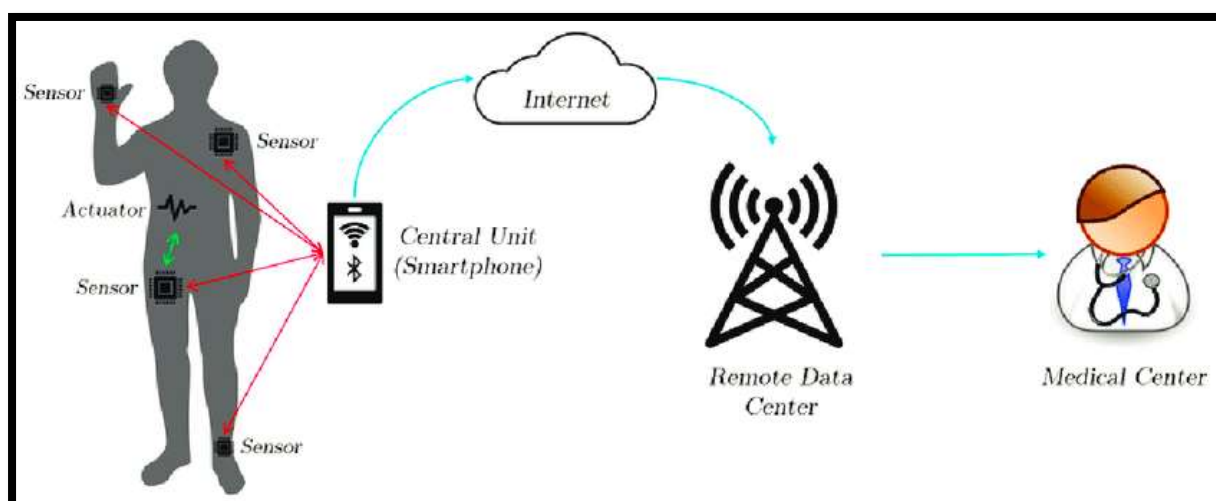 Sensor
Sensor
Actuator
Sensor
Sensor
Central Unit
(Smartphone)
Internet
Remote Data
Center
Medical Center